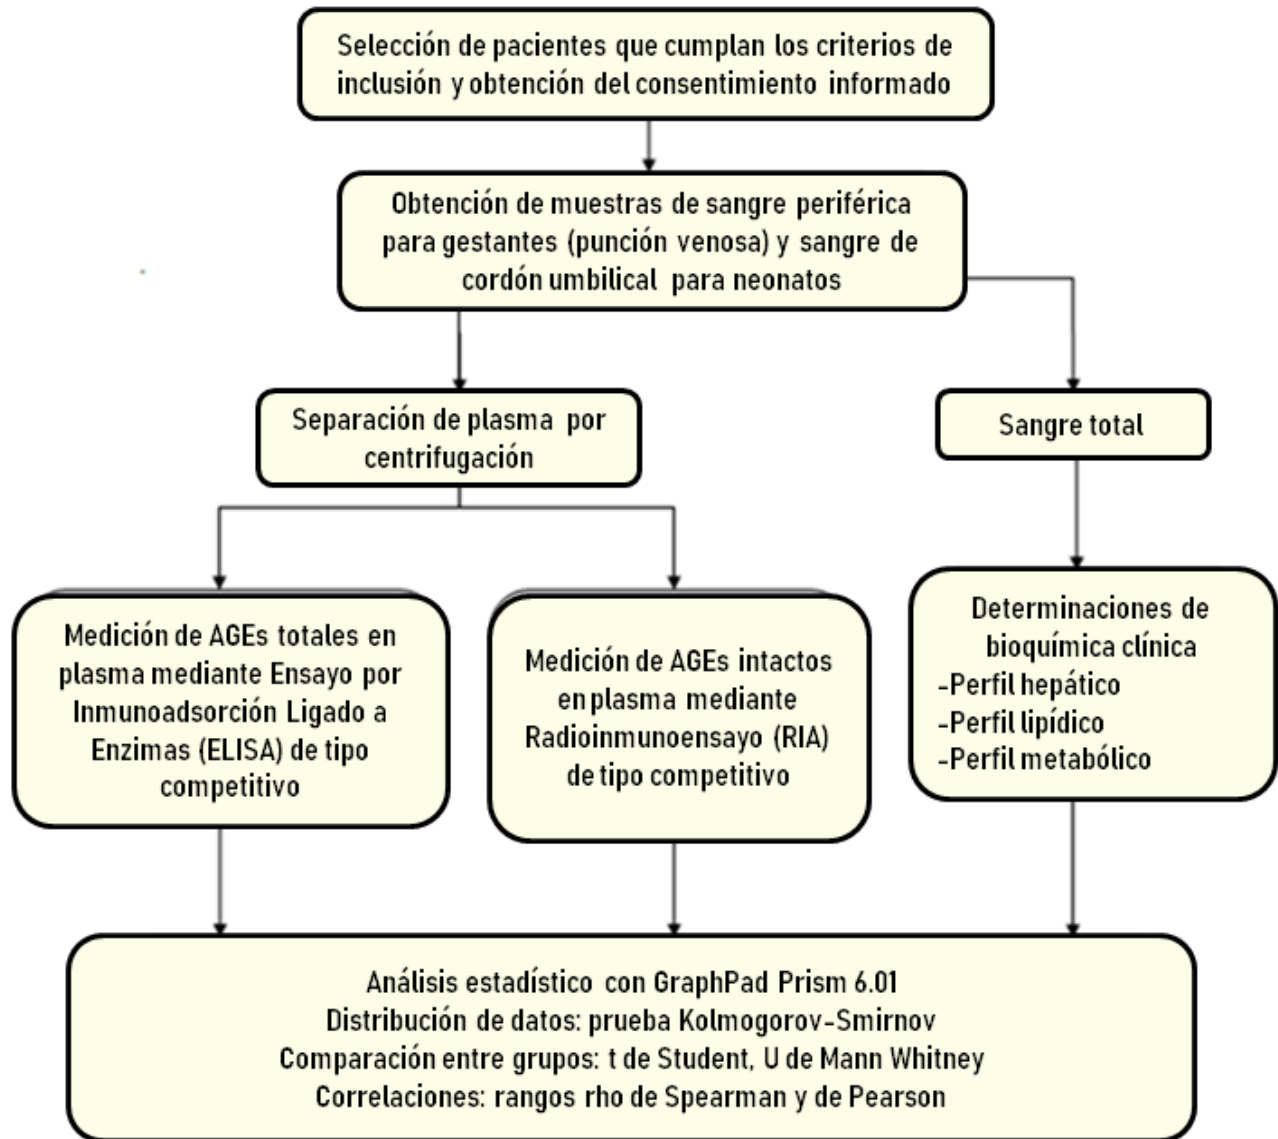 Selección de pacientes que cumplan los criterios de
inclusión y obtención del consentimiento informado
Obtención de muestras de sangre periférica
para gestantes (punción venosa) y sangre de
cordón umbilical para neonatos
Separación de plasma por
centrifugación
Sangre total
Medición de AGEs totales en
plasma mediante Ensayo por
Inmunoadsorción Ligado a
Enzimas (ELISA) de tipo
competitivo
Medición de AGEs intactos
en plasma mediante
Radioinmunoensayo (RIA)
de tipo competitivo
Determinaciones de
bioquímica clínica
-Perfil hepático
-Perfil lipídico
-Perfil metabólico
Análisis estadístico con GraphPad Prism 6.01
Distribución de datos: prueba Kolmogorov-Smirnov
Comparación entre grupos: t de Student, U de Mann Whitney
Correlaciones: rangos rho de Spearman y de Pearson